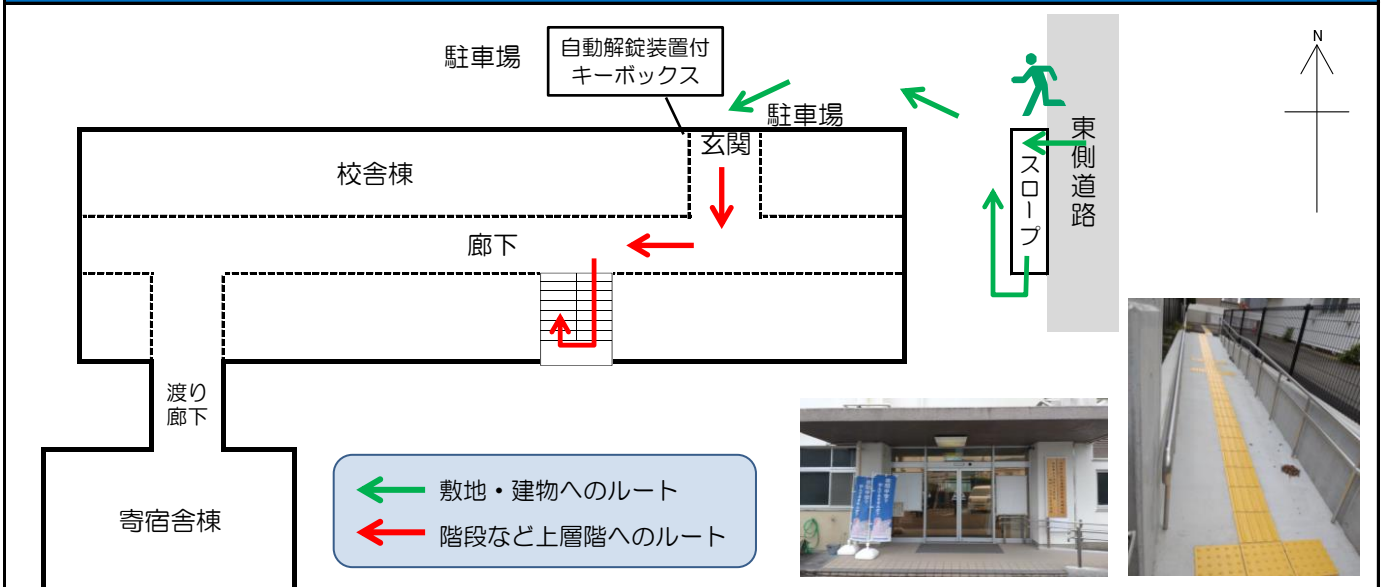 駐車場
自動解錠装置付
キーボックス
N
駐車場
玄関
東側道路
スロープ
校舎棟
廊下
渡り
廊下
寄宿舎棟
敷地・建物へのルート
階段など上層階へのルート